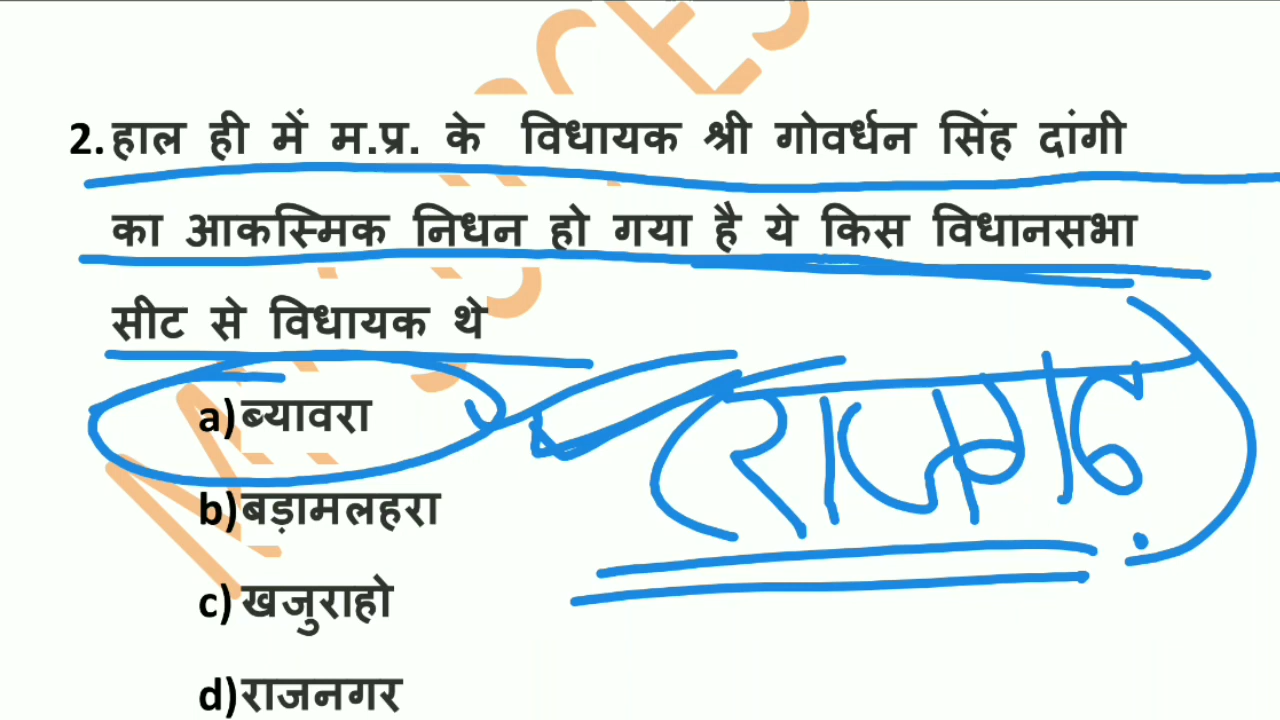 2. हाल ही में म.प्र. के विधायक श्री गोवर्धन सिंह दांगी
का आकस्मिक निधन हो गया है ये किस विधानसभा
सीट से विधायक थे
a) ब्यावरा
(राजगढ़)
b) बड़ामलहरा
c) खजुराहो
d) राजनगर